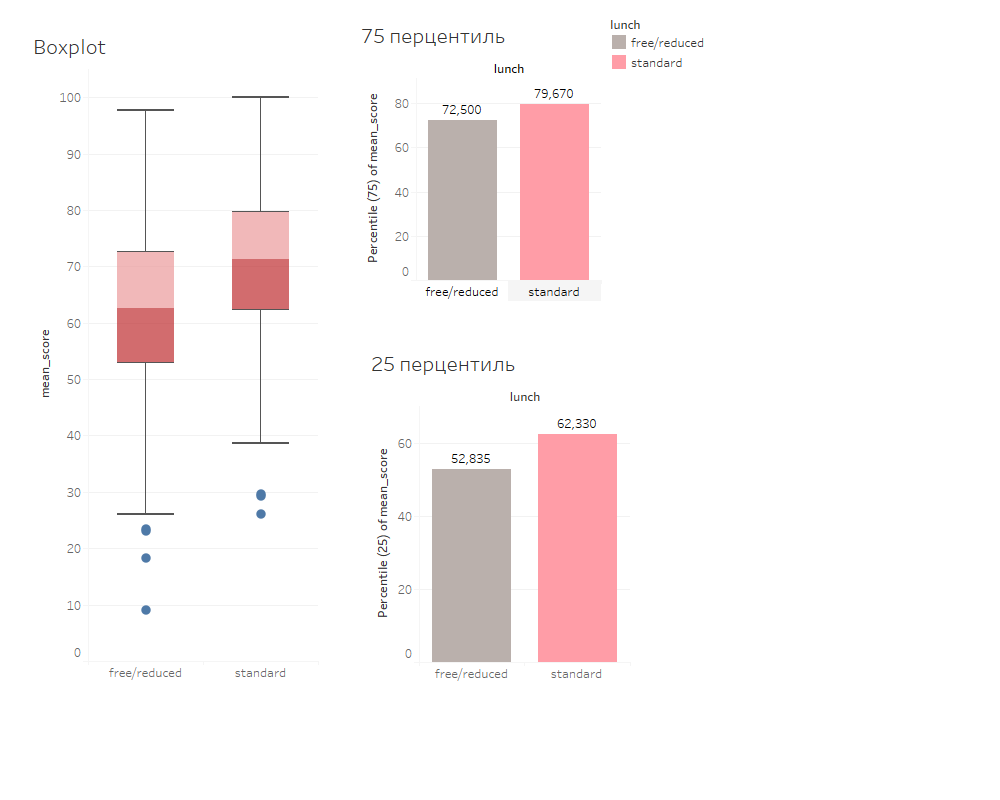 Boxplot
mean_score
100
90
80
70
60
50
40
30
20
10
0
free/reduced
standard
75 перцентиль
lunch
Percentile (75) of mean_score
80
60
40
20
0
72,500
79,670
free/reduced
standard
25 перцентиль
lunch
Percentile (25) of mean_score
60
40
20
0
52,835
62,330
free/reduced
standard
lunch
free/reduced
standard